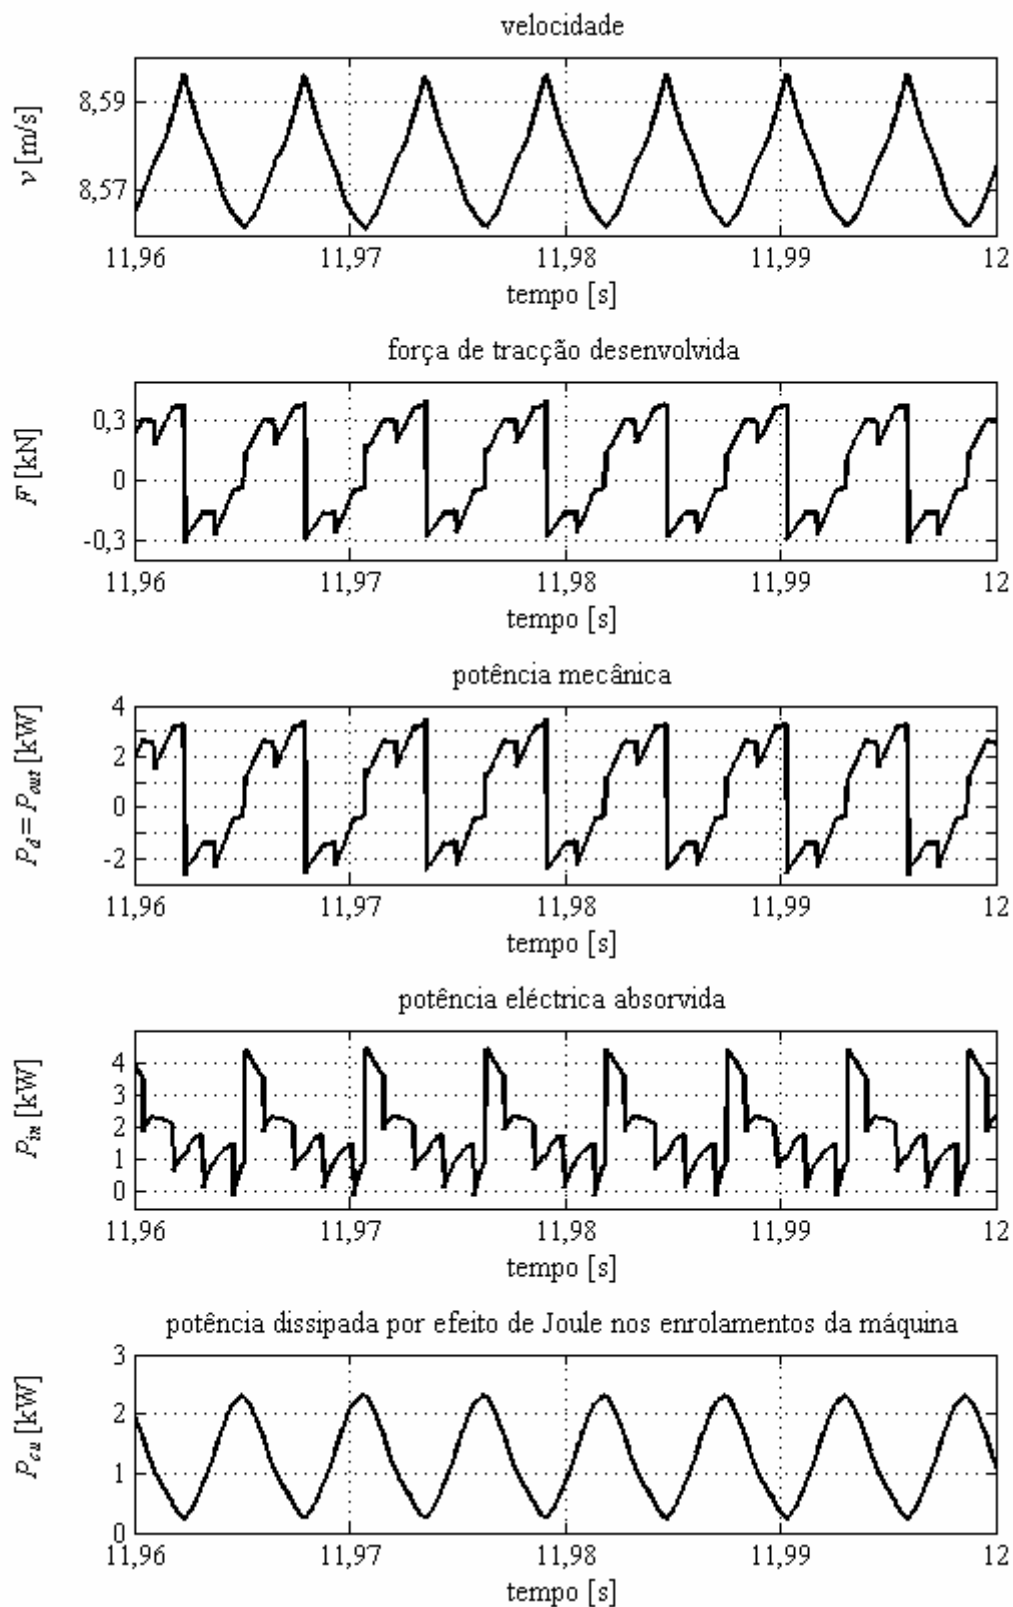 velocidade
v [m/s]
8,59
8,57
11,96 11,97 11,98 11,99 12
tempo [s]
força de tracção desenvolvida
F [kN]
0,3
0
-0,3
11,96 11,97 11,98 11,99 12
tempo [s]
potência mecânica
Pd = Pout [kW]
4
2
0
-2
11,96 11,97 11,98 11,99 12
tempo [s]
potência eléctrica absorvida
Pin [kW]
4
3
2
1
0
11,96 11,97 11,98 11,99 12
tempo [s]
potência dissipada por efeito de Joule nos enrolamentos da máquina
Pcu [kW]
3
2
1
0
11,96 11,97 11,98 11,99 12
tempo [s]